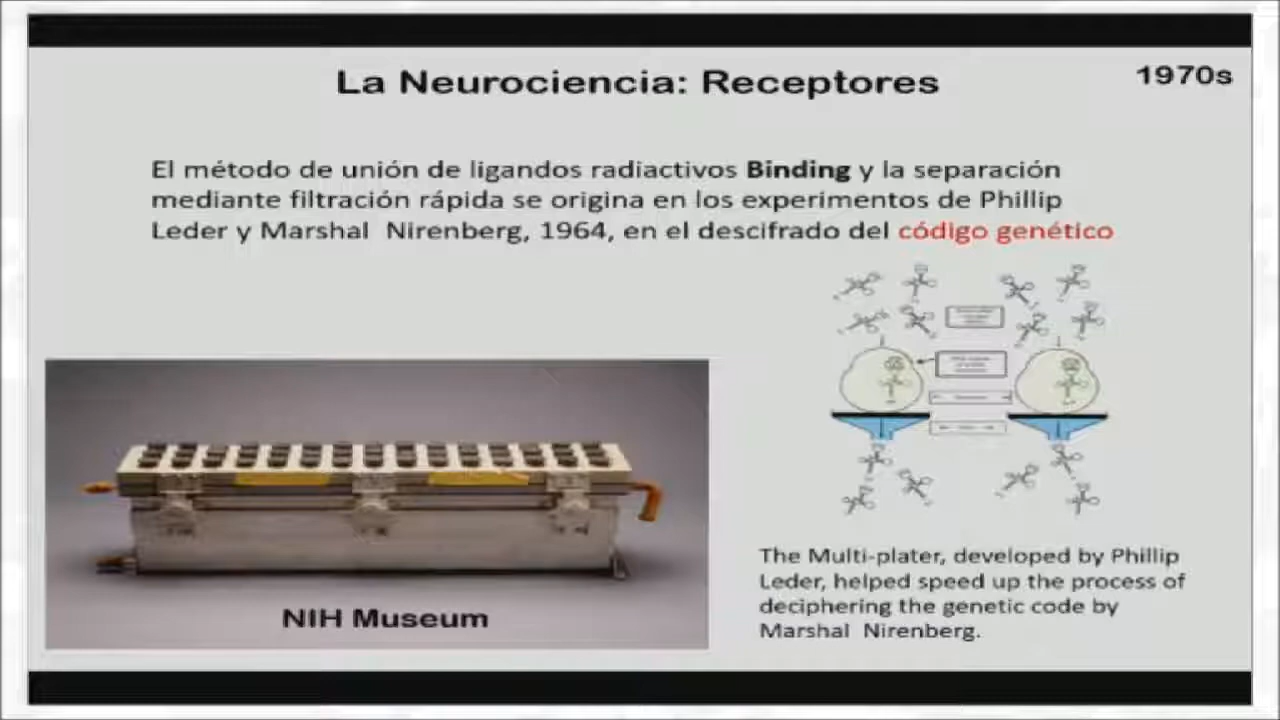 La Neurociencia: Receptores
1970s
El método de unión de ligandos radiactivos Binding y la separación
mediante filtración rápida se origina en los experimentos de Phillip
Leder y Marshal Nirenberg, 1964, en el descifrado del código genético
NIH Museum
The Multi-plater, developed by Phillip
Leder, helped speed up the process of
deciphering the genetic code by
Marshal Nirenberg.